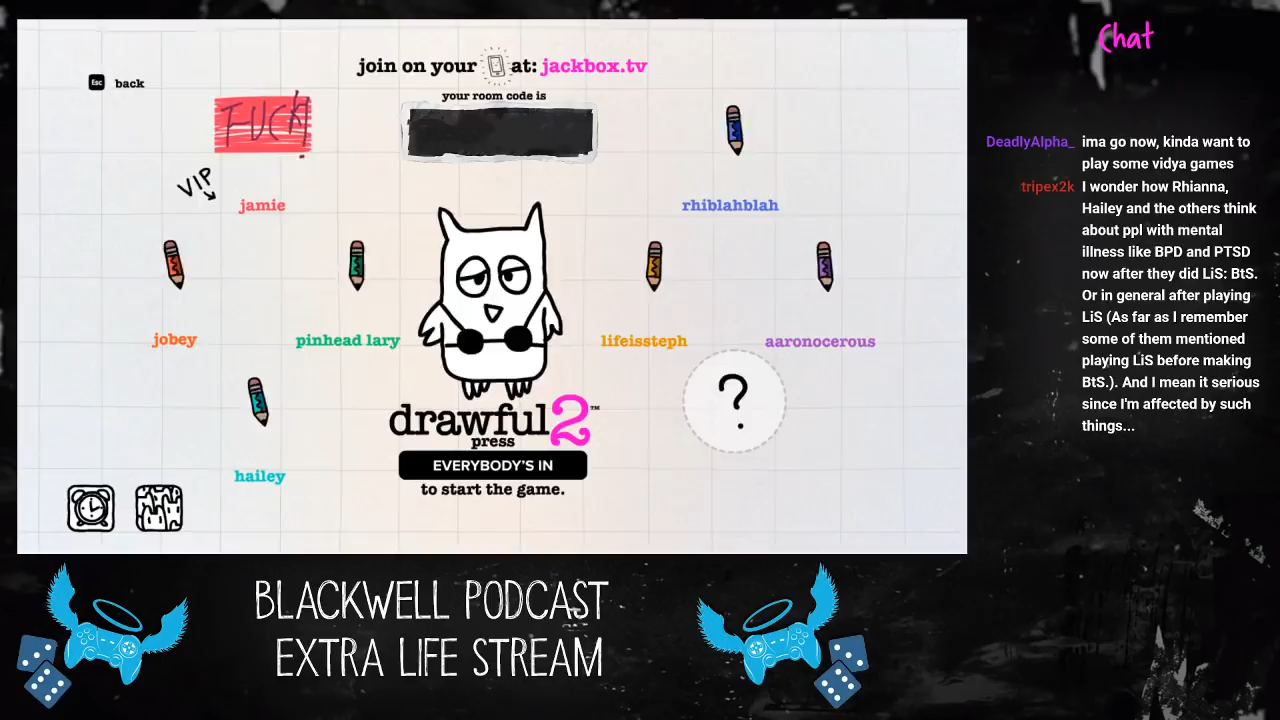 Chat
join on your at: jackbox.tv
Esc back
your room code is
FUCK
VIP
jamie
rhiblahblah
jobey
pinhead lary
lifeissteph
aaronocerous
?
drawful 2™
press
EVERYBODY'S IN
to start the game.
hailey
DeadlyAlpha_ ima go now, kinda want to
play some vidya games
tripex2k I wonder how Rhianna,
Hailey and the others think
about ppl with mental
illness like BPD and PTSD
now after they did LiS: BtS.
Or in general after playing
LiS (As far as I remember
some of them mentioned
playing LiS before making
BtS.). And I mean it serious
since I'm affected by such
things...
BLACKWELL PODCAST
EXTRA LIFE STREAM